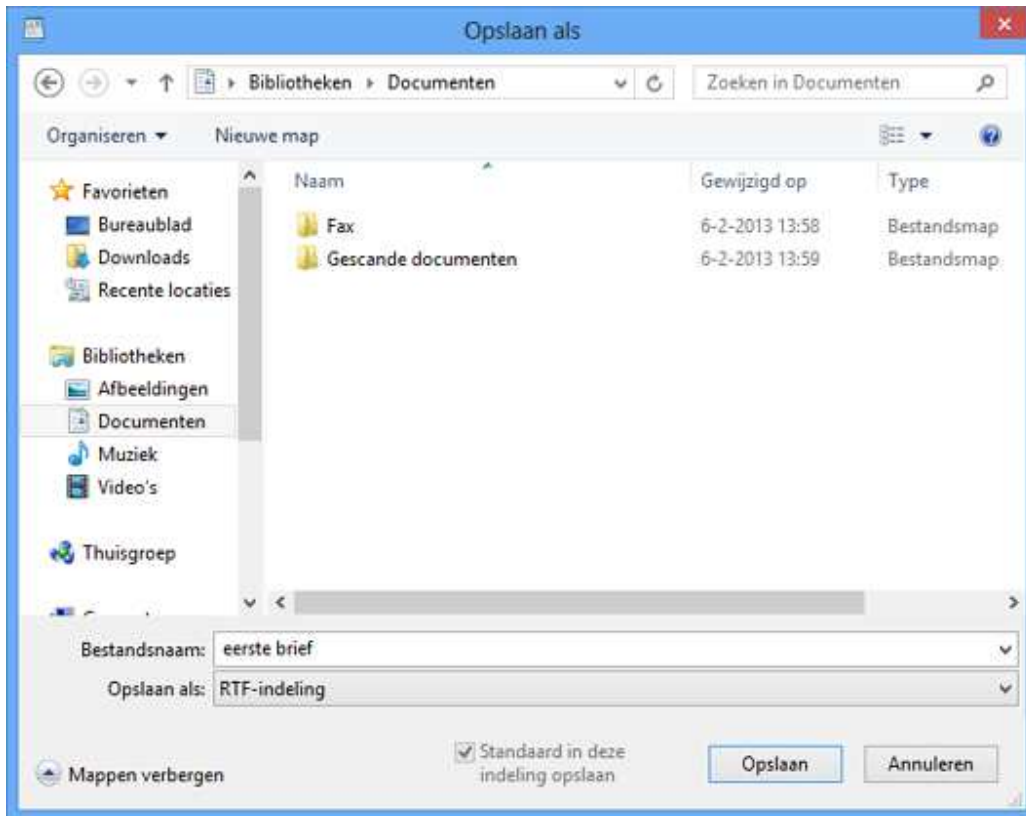 Opslaan als
Bibliotheken Documenten
Zoeken in Documenten
Organiseren Nieuwe map
Naam Gewijzigd op Type
Fax 6-2-2013 13:58 Bestandsmap
Gescande documenten 6-2-2013 13:59 Bestandsmap
Favorieten
Bureaublad
Downloads
Recente locaties
Bibliotheken
Afbeeldingen
Documenten
Muziek
Video's
Thuisgroep
Bestandsnaam: eerste brief
Opslaan als: RTF-indeling
Mappen verbergen
Standaard in deze
indeling opslaan
Opslaan
Annuleren